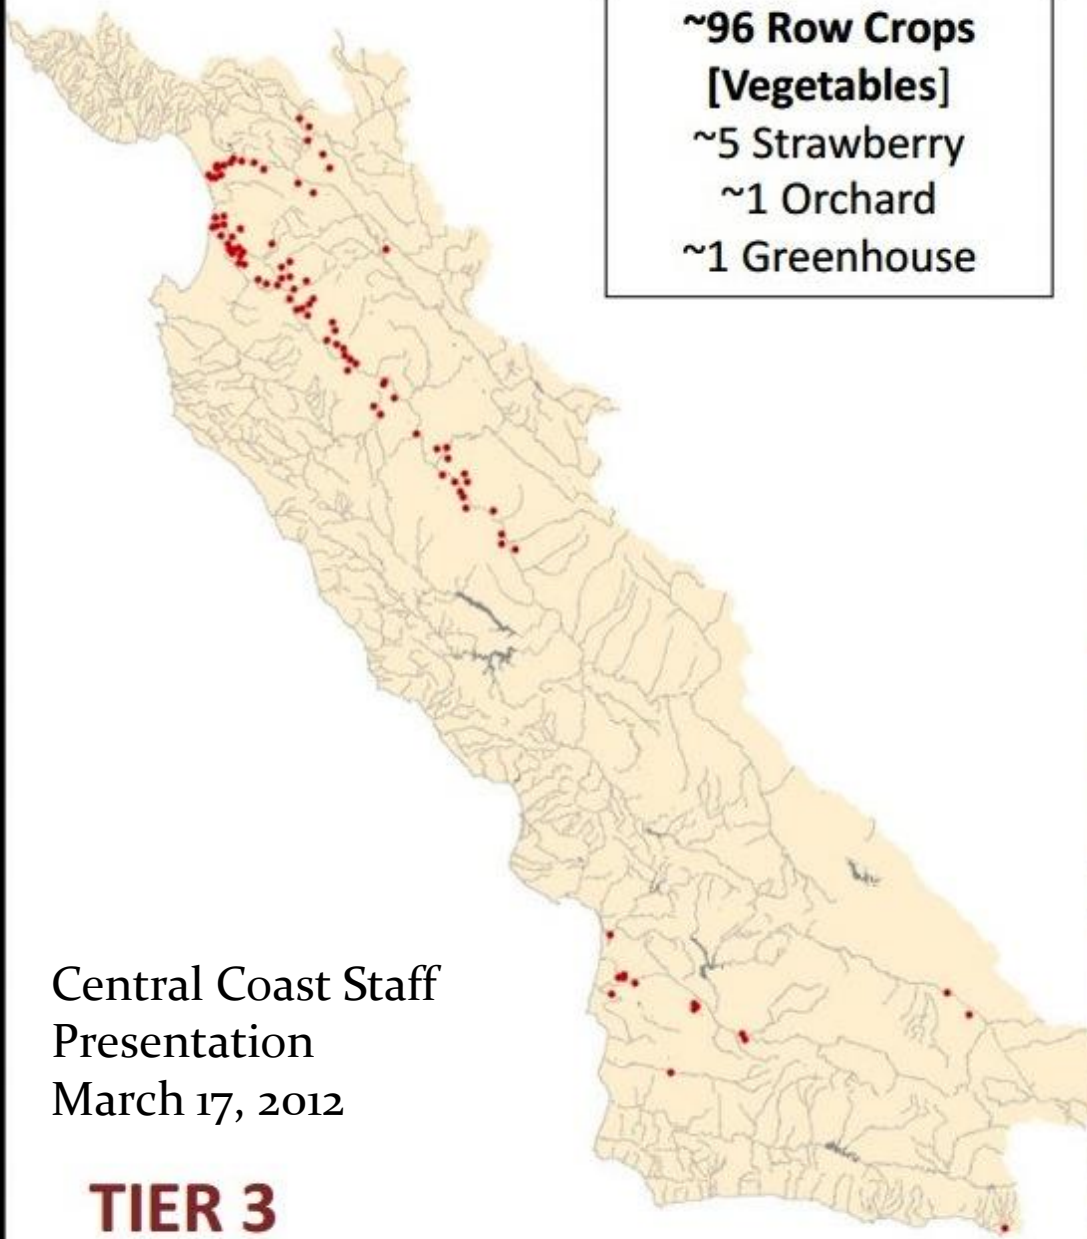 ~96 Row Crops
[Vegetables]
~5 Strawberry
~1 Orchard
~1 Greenhouse
Central Coast Staff
Presentation
March 17, 2012
TIER 3